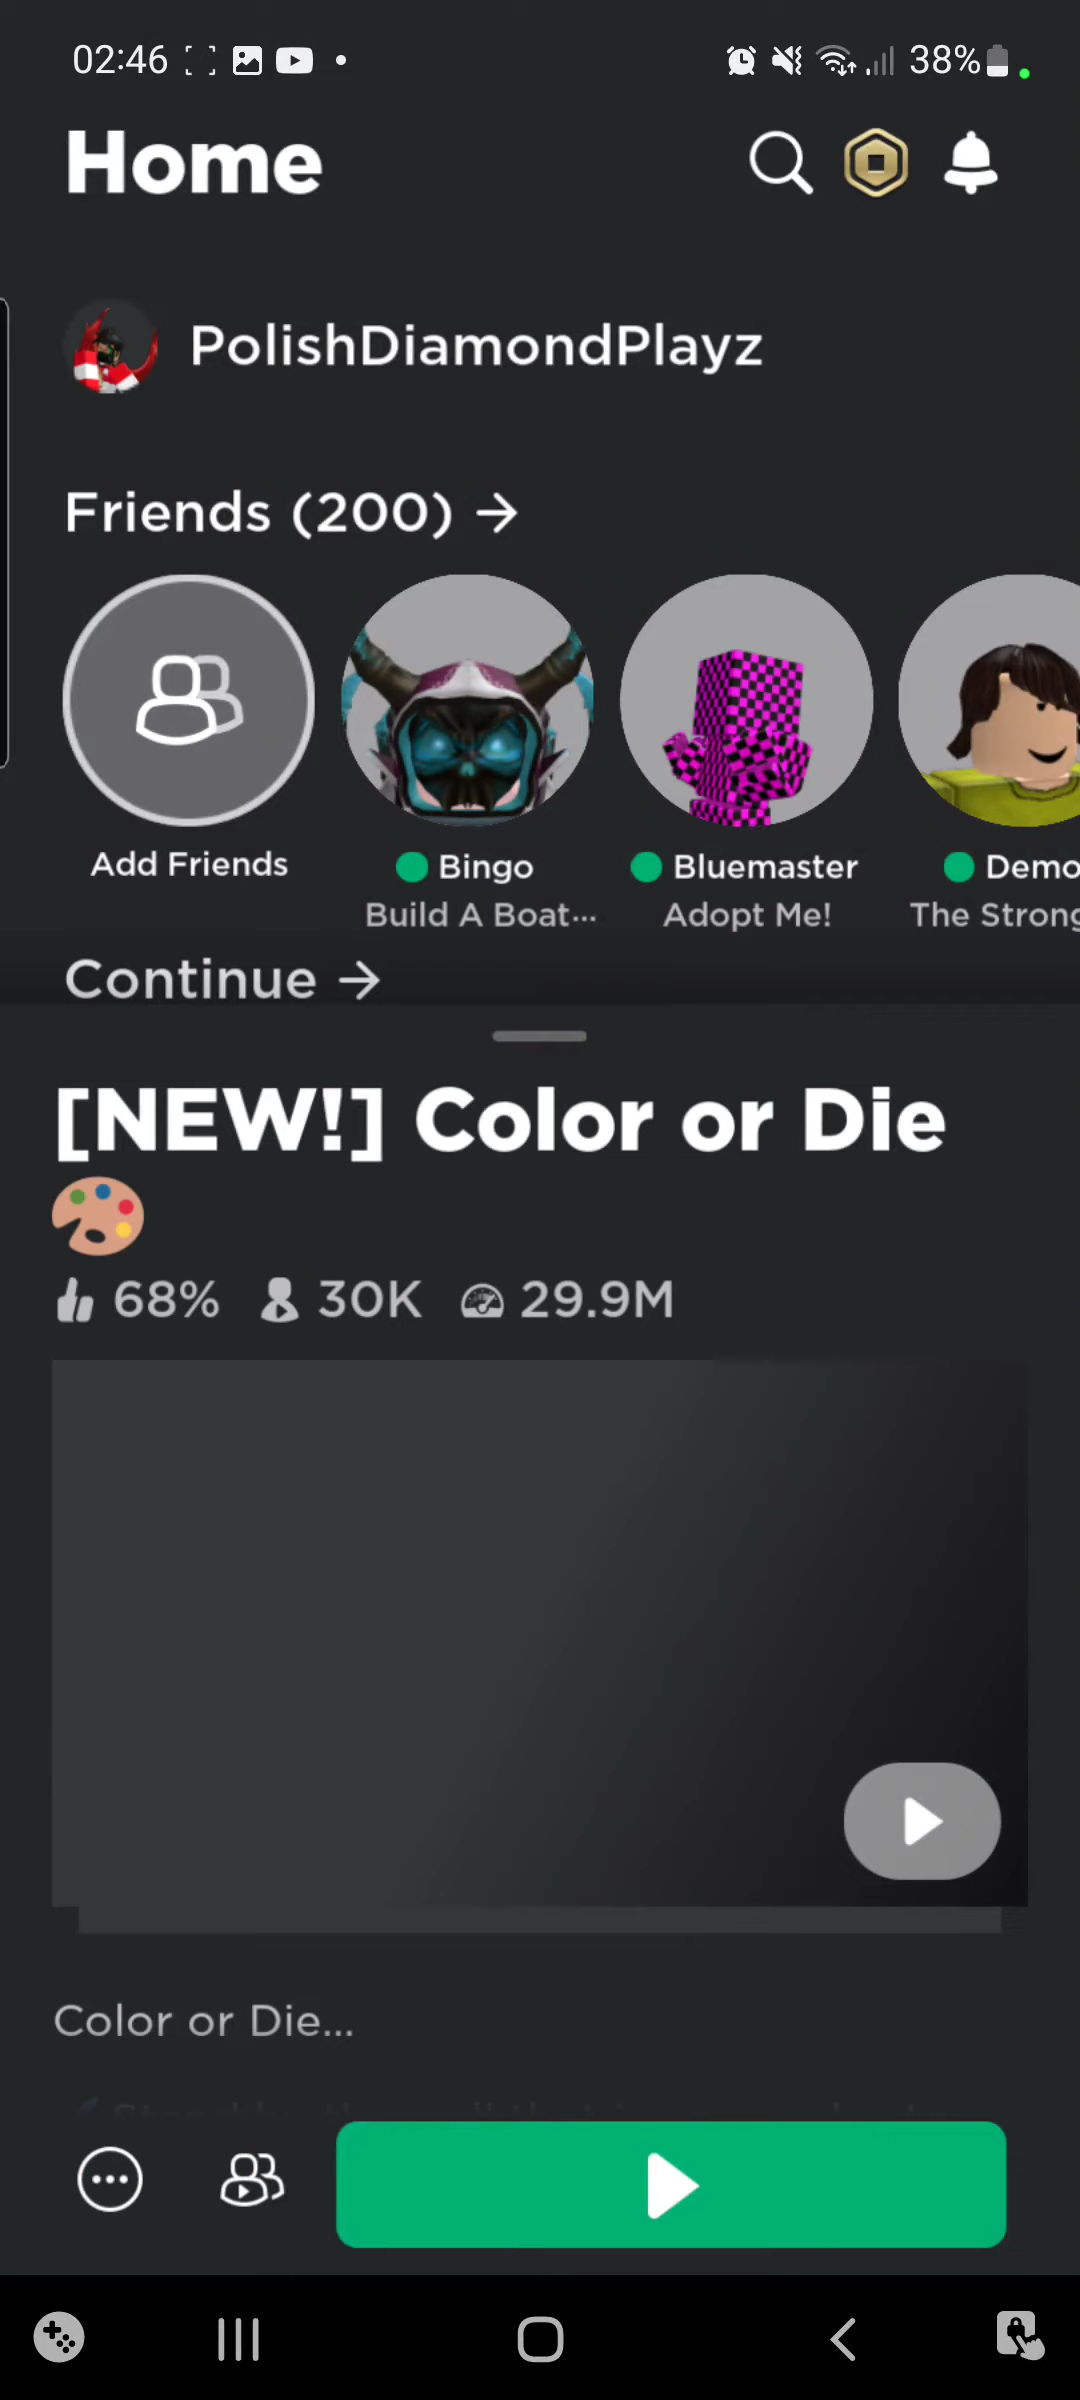 02:46
38%
Home
PolishDiamondPlayz
Friends (200)
Add Friends
Bingo
Bluemaster
Demo
Build A Boat...
Adopt Me!
The Strong
Continue
[NEW!] Color or Die
68% 30K 29.9M
Color or Die...